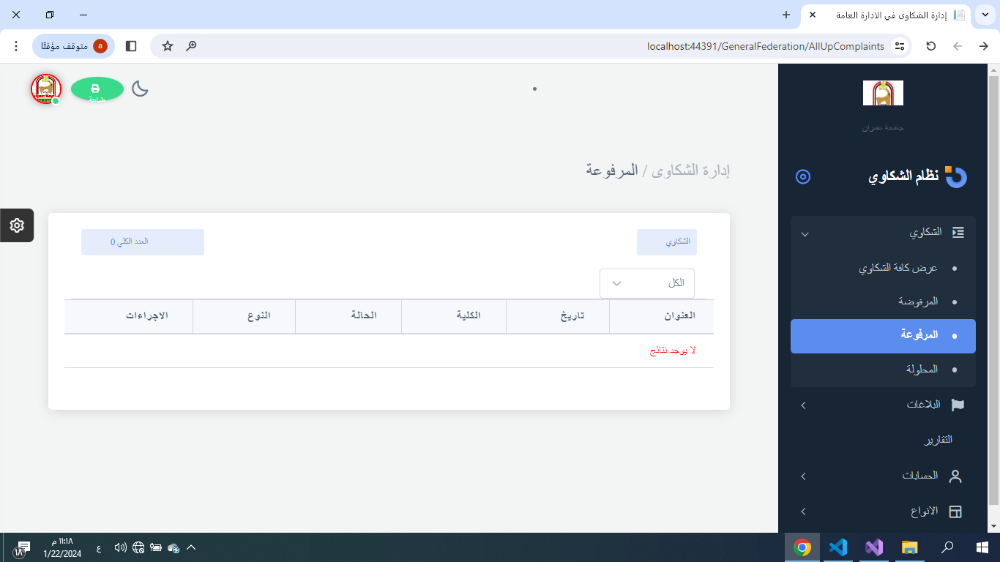 إدارة الشكاوى في الادارة العامة
localhost:44391/GeneralFederation/AllUpComplaints
متوقف مؤقتًا
a
جامعة عمران
طباعة
نظام الشكاوي
إدارة الشكاوى / المرفوعة
الشكاوي
عرض كافة الشكاوي
المرفوضة
المرفوعة
المحلولة
البلاغات
التقارير
الحسابات
الانواع
الشكاوي
العدد الكلي 0
الكل
العنوان
تاريخ
الكلية
الحالة
النوع
الاجراءات
لا يوجد نتائج
ع
١١:١٨ م
1/22/2024
١٨